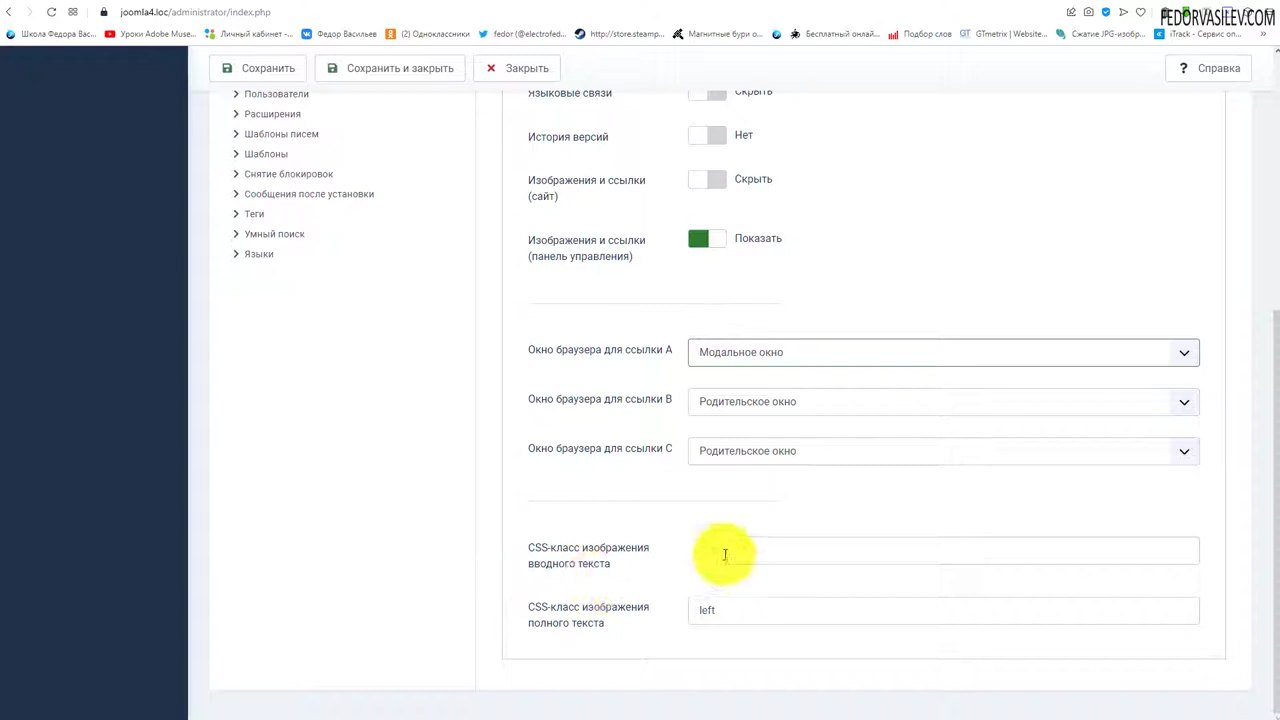 joomla4.loc/administrator/index.php
FEDORVASILEV.COM
Школа Федора Вас...
Уроки Adobe Muse...
Личный кабинет -...
Федор Васильев
(2) Одноклассники
fedor (@electrofed...
http://store.steamp...
Магнитные бури о...
Бесплатный онлай...
Подбор слов
GTmetrix | Website...
Сжатие JPG-изобр...
iTrack - Сервис оп...
Сохранить
Сохранить и закрыть
Закрыть
? Справка
Пользователи
Расширения
Шаблоны писем
Шаблоны
Снятие блокировок
Сообщения после установки
Теги
Умный поиск
Языки
Языковые связи
Скрыть
История версий
Нет
Изображения и ссылки
(сайт)
Скрыть
Изображения и ссылки
(панель управления)
Показать
Окно браузера для ссылки A
Модальное окно
Окно браузера для ссылки B
Родительское окно
Окно браузера для ссылки C
Родительское окно
CSS-класс изображения
вводного текста
CSS-класс изображения
полного текста
left